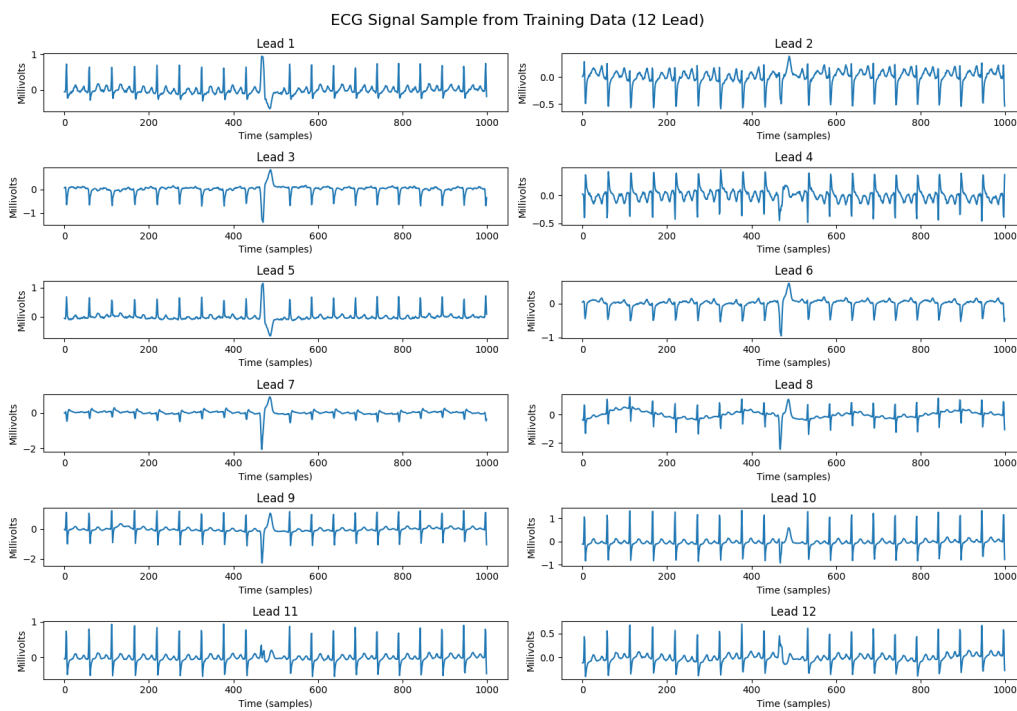 ECG Signal Sample from Training Data (12 Lead)
Lead 1
Millivolts
1
0
0 200 400 600 800 1000
Time (samples)
Lead 2
Millivolts
0.0
−0.5
0 200 400 600 800 1000
Time (samples)
Lead 3
Millivolts
0
−1
0 200 400 600 800 1000
Time (samples)
Lead 4
Millivolts
0.0
−0.5
0 200 400 600 800 1000
Time (samples)
Lead 5
Millivolts
1
0
0 200 400 600 800 1000
Time (samples)
Lead 6
Millivolts
0
−1
0 200 400 600 800 1000
Time (samples)
Lead 7
Millivolts
0
−2
0 200 400 600 800 1000
Time (samples)
Lead 8
Millivolts
0
−2
0 200 400 600 800 1000
Time (samples)
Lead 9
Millivolts
0
−2
0 200 400 600 800 1000
Time (samples)
Lead 10
Millivolts
1
0
−1
0 200 400 600 800 1000
Time (samples)
Lead 11
Millivolts
1
0
0 200 400 600 800 1000
Time (samples)
Lead 12
Millivolts
0.5
0.0
0 200 400 600 800 1000
Time (samples)